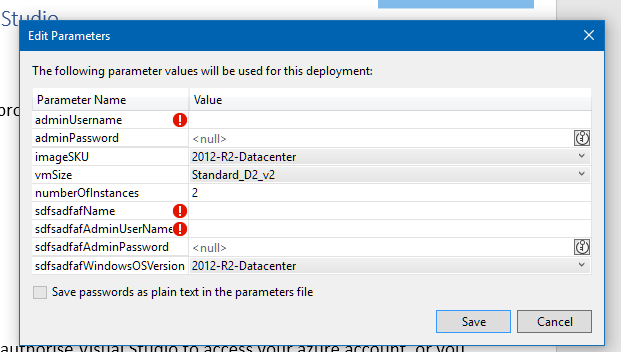 Studio
Edit Parameters
The following parameter values will be used for this deployment:
Parameter Name Value
adminUsername
adminPassword <null>
imageSKU 2012-R2-Datacenter
vmSize Standard_D2_v2
numberOfInstances 2
sdfsadfafName
sdfsadfafAdminUserName
sdfsadfafAdminPassword <null>
sdfsadfafWindowsOSVersion 2012-R2-Datacenter
Save passwords as plain text in the parameters file
Save Cancel
authorise Visual Studio to access your azure account, or you